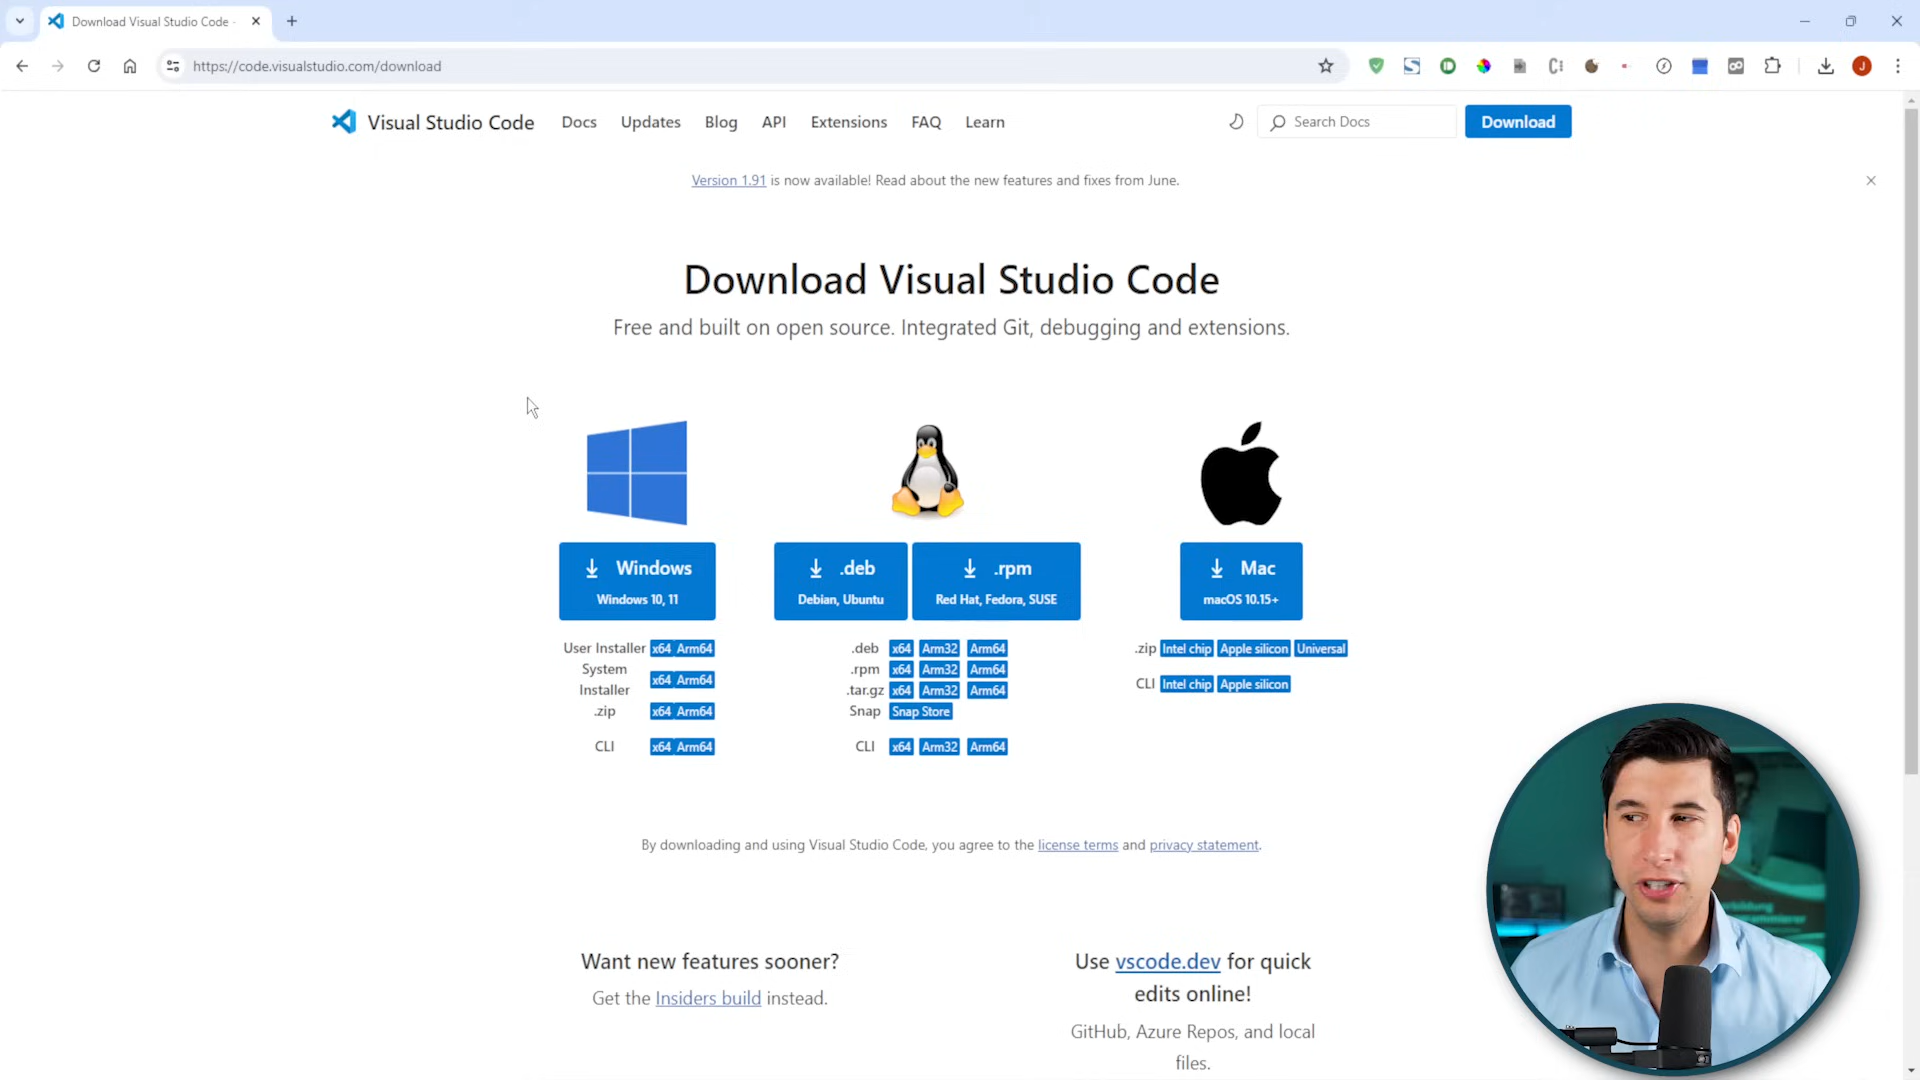 Download Visual Studio Code -
https://code.visualstudio.com/download
J
Visual Studio Code Docs Updates Blog API Extensions FAQ Learn Search Docs Download
Version 1.91 is now available! Read about the new features and fixes from June.
Download Visual Studio Code
Free and built on open source. Integrated Git, debugging and extensions.
Windows
Windows 10, 11
.deb
Debian, Ubuntu
.rpm
Red Hat, Fedora, SUSE
Mac
macOS 10.15+
User Installer x64 Arm64
System
Installer x64 Arm64
.zip x64 Arm64
CLI x64 Arm64
.deb x64 Arm32 Arm64
.rpm x64 Arm32 Arm64
.tar.gz x64 Arm32 Arm64
Snap Snap Store
CLI x64 Arm32 Arm64
.zip Intel chip Apple silicon Universal
CLI Intel chip Apple silicon
By downloading and using Visual Studio Code, you agree to the license terms and privacy statement.
Want new features sooner?
Get the Insiders build instead.
Use vscode.dev for quick
edits online!
GitHub, Azure Repos, and local
files.